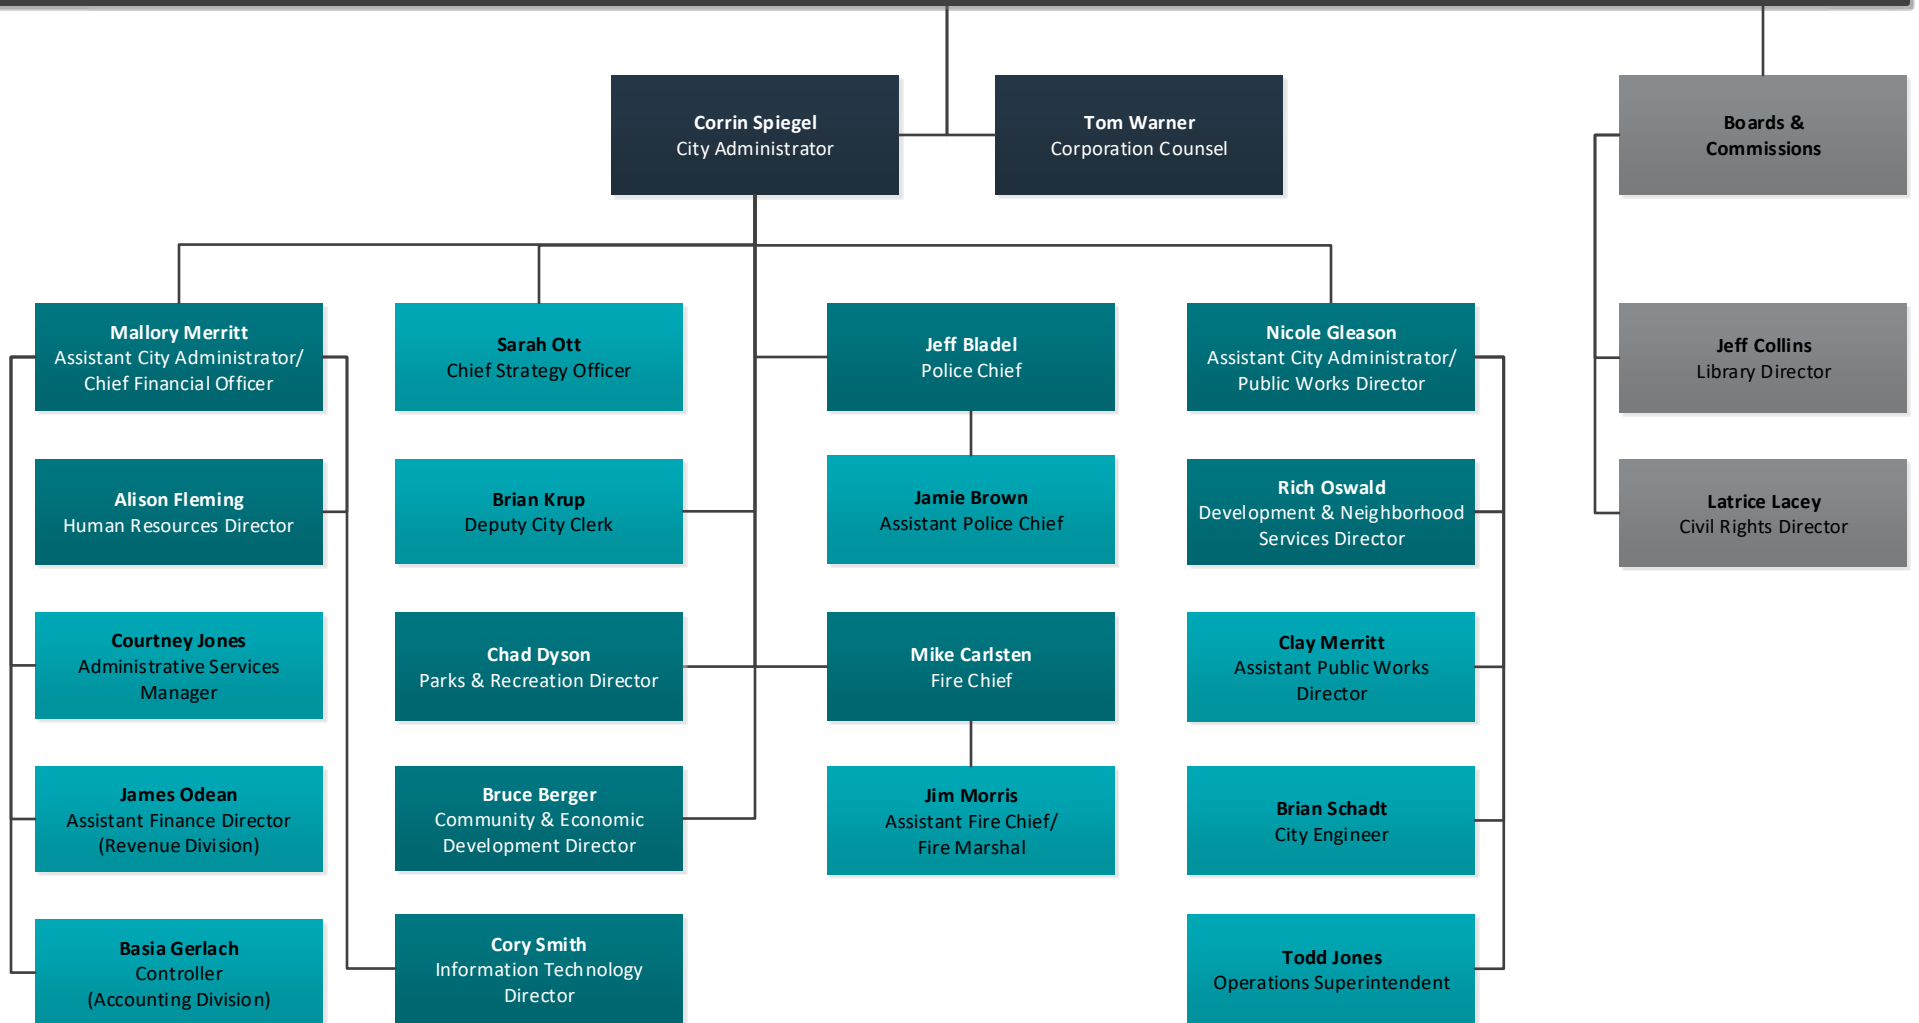 Corrin Spiegel
City Administrator
Tom Warner
Corporation Counsel
Boards &
Commissions
Mallory Merritt
Assistant City Administrator/
Chief Financial Officer
Sarah Ott
Chief Strategy Officer
Jeff Bladel
Police Chief
Nicole Gleason
Assistant City Administrator/
Public Works Director
Jeff Collins
Library Director
Alison Fleming
Human Resources Director
Brian Krup
Deputy City Clerk
Jamie Brown
Assistant Police Chief
Rich Oswald
Development & Neighborhood
Services Director
Latrice Lacey
Civil Rights Director
Courtney Jones
Administrative Services
Manager
Chad Dyson
Parks & Recreation Director
Mike Carlsten
Fire Chief
Clay Merritt
Assistant Public Works
Director
James Odean
Assistant Finance Director
(Revenue Division)
Bruce Berger
Community & Economic
Development Director
Jim Morris
Assistant Fire Chief/
Fire Marshal
Brian Schadt
City Engineer
Basia Gerlach
Controller
(Accounting Division)
Cory Smith
Information Technology
Director
Todd Jones
Operations Superintendent